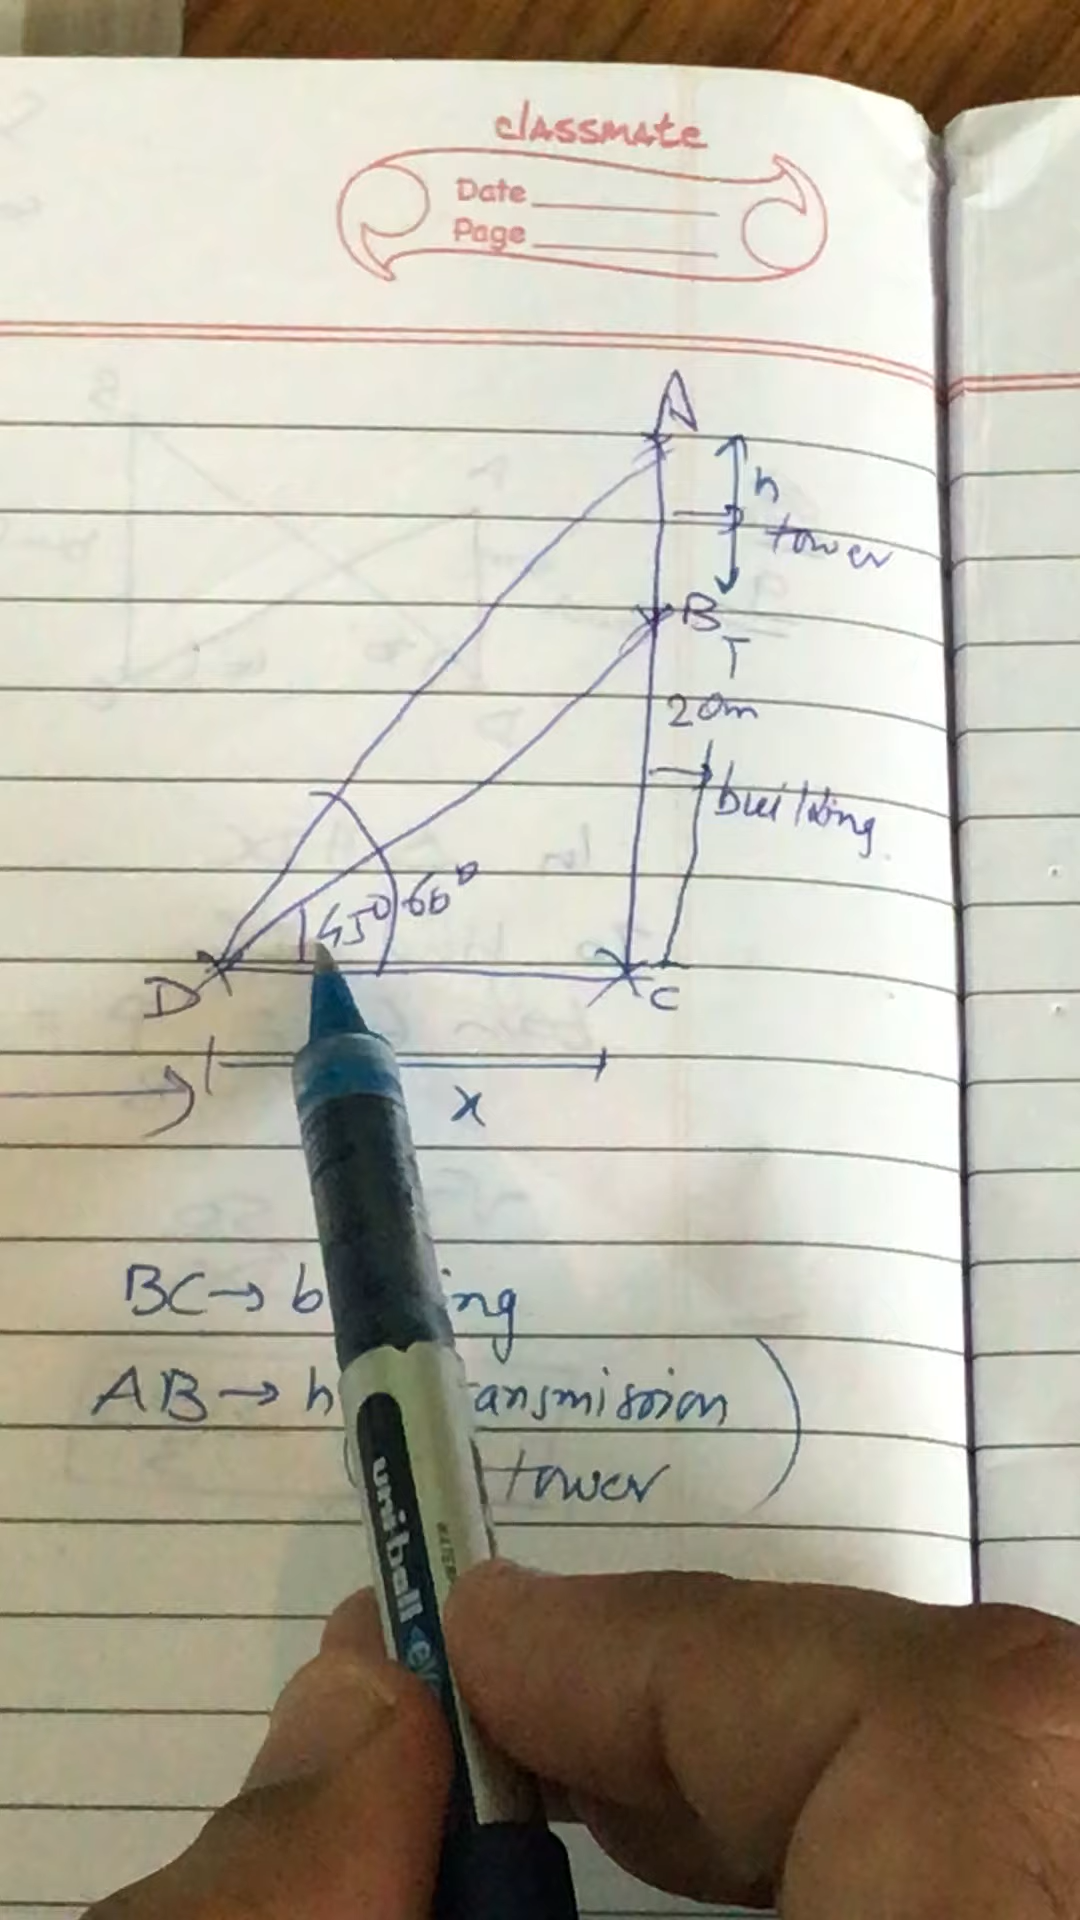 classmate
Date
Page
A
h
tower
B
20m
building
45° 60°
D
C
x
BC→ b ing
AB→ h ansmission
tower
uniball